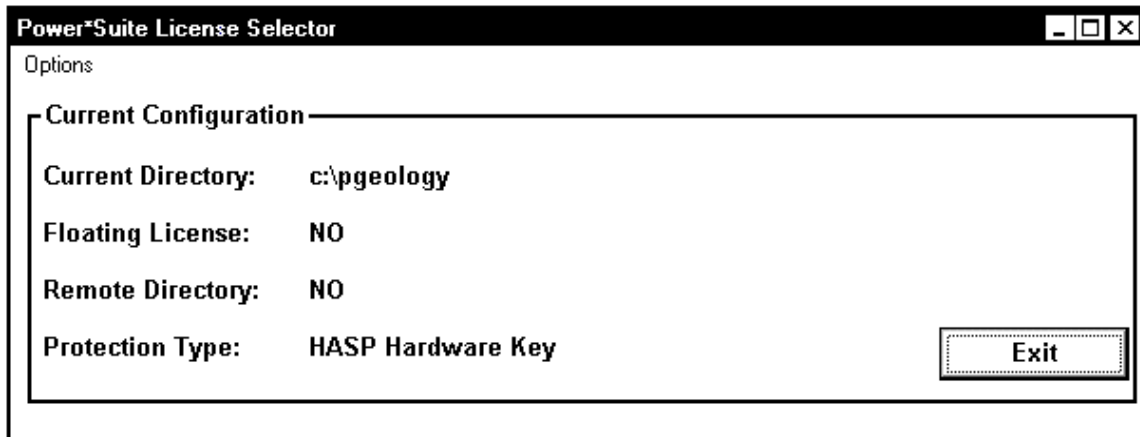 Power*Suite License Selector
Options
Current Configuration
Current Directory: c:\pgeology
Floating License: NO
Remote Directory: NO
Protection Type: HASP Hardware Key
Exit